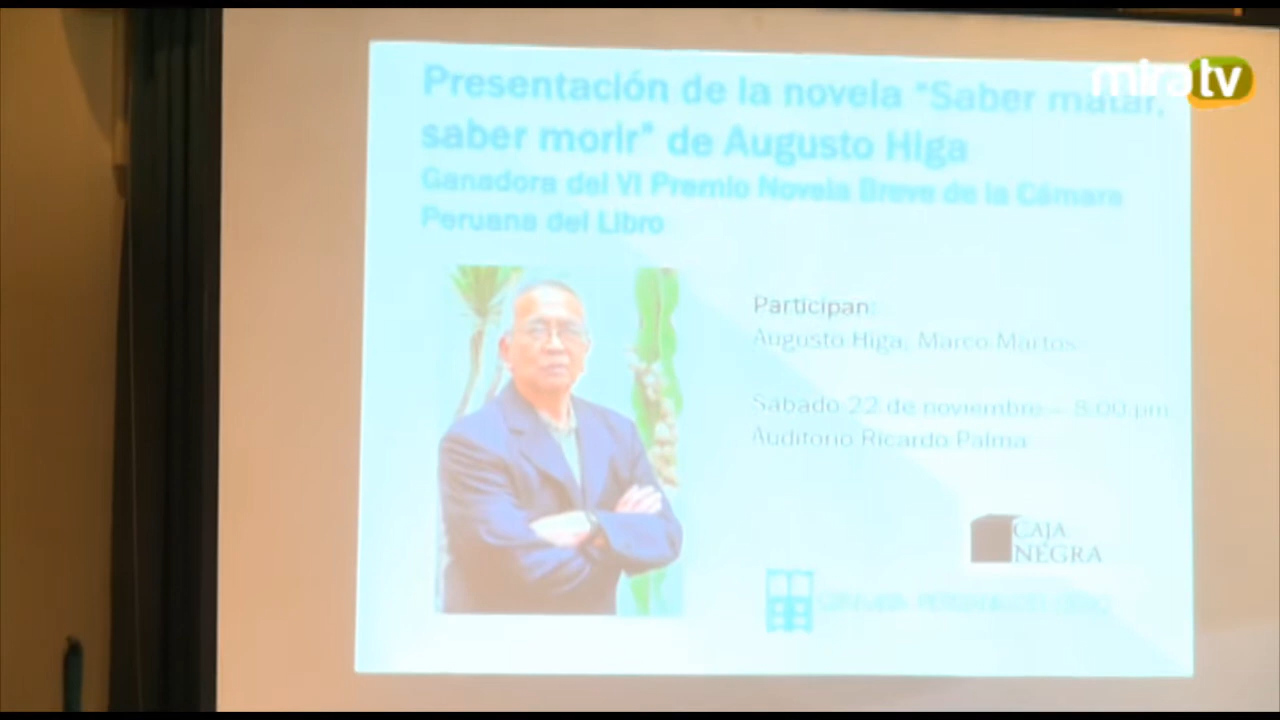 miratv
Presentación de la novela "Saber matar,
saber morir" de Augusto Higa
Ganadora del VI Premio Novela Breve de la Cámara
Peruana del Libro
Participan:
Augusto Higa, Marco Martos
Sábado 22 de noviembre – 8:00 pm
Auditorio Ricardo Palma
CAJA
NEGRA